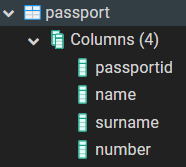 passport
Columns (4)
passportid
name
surname
number